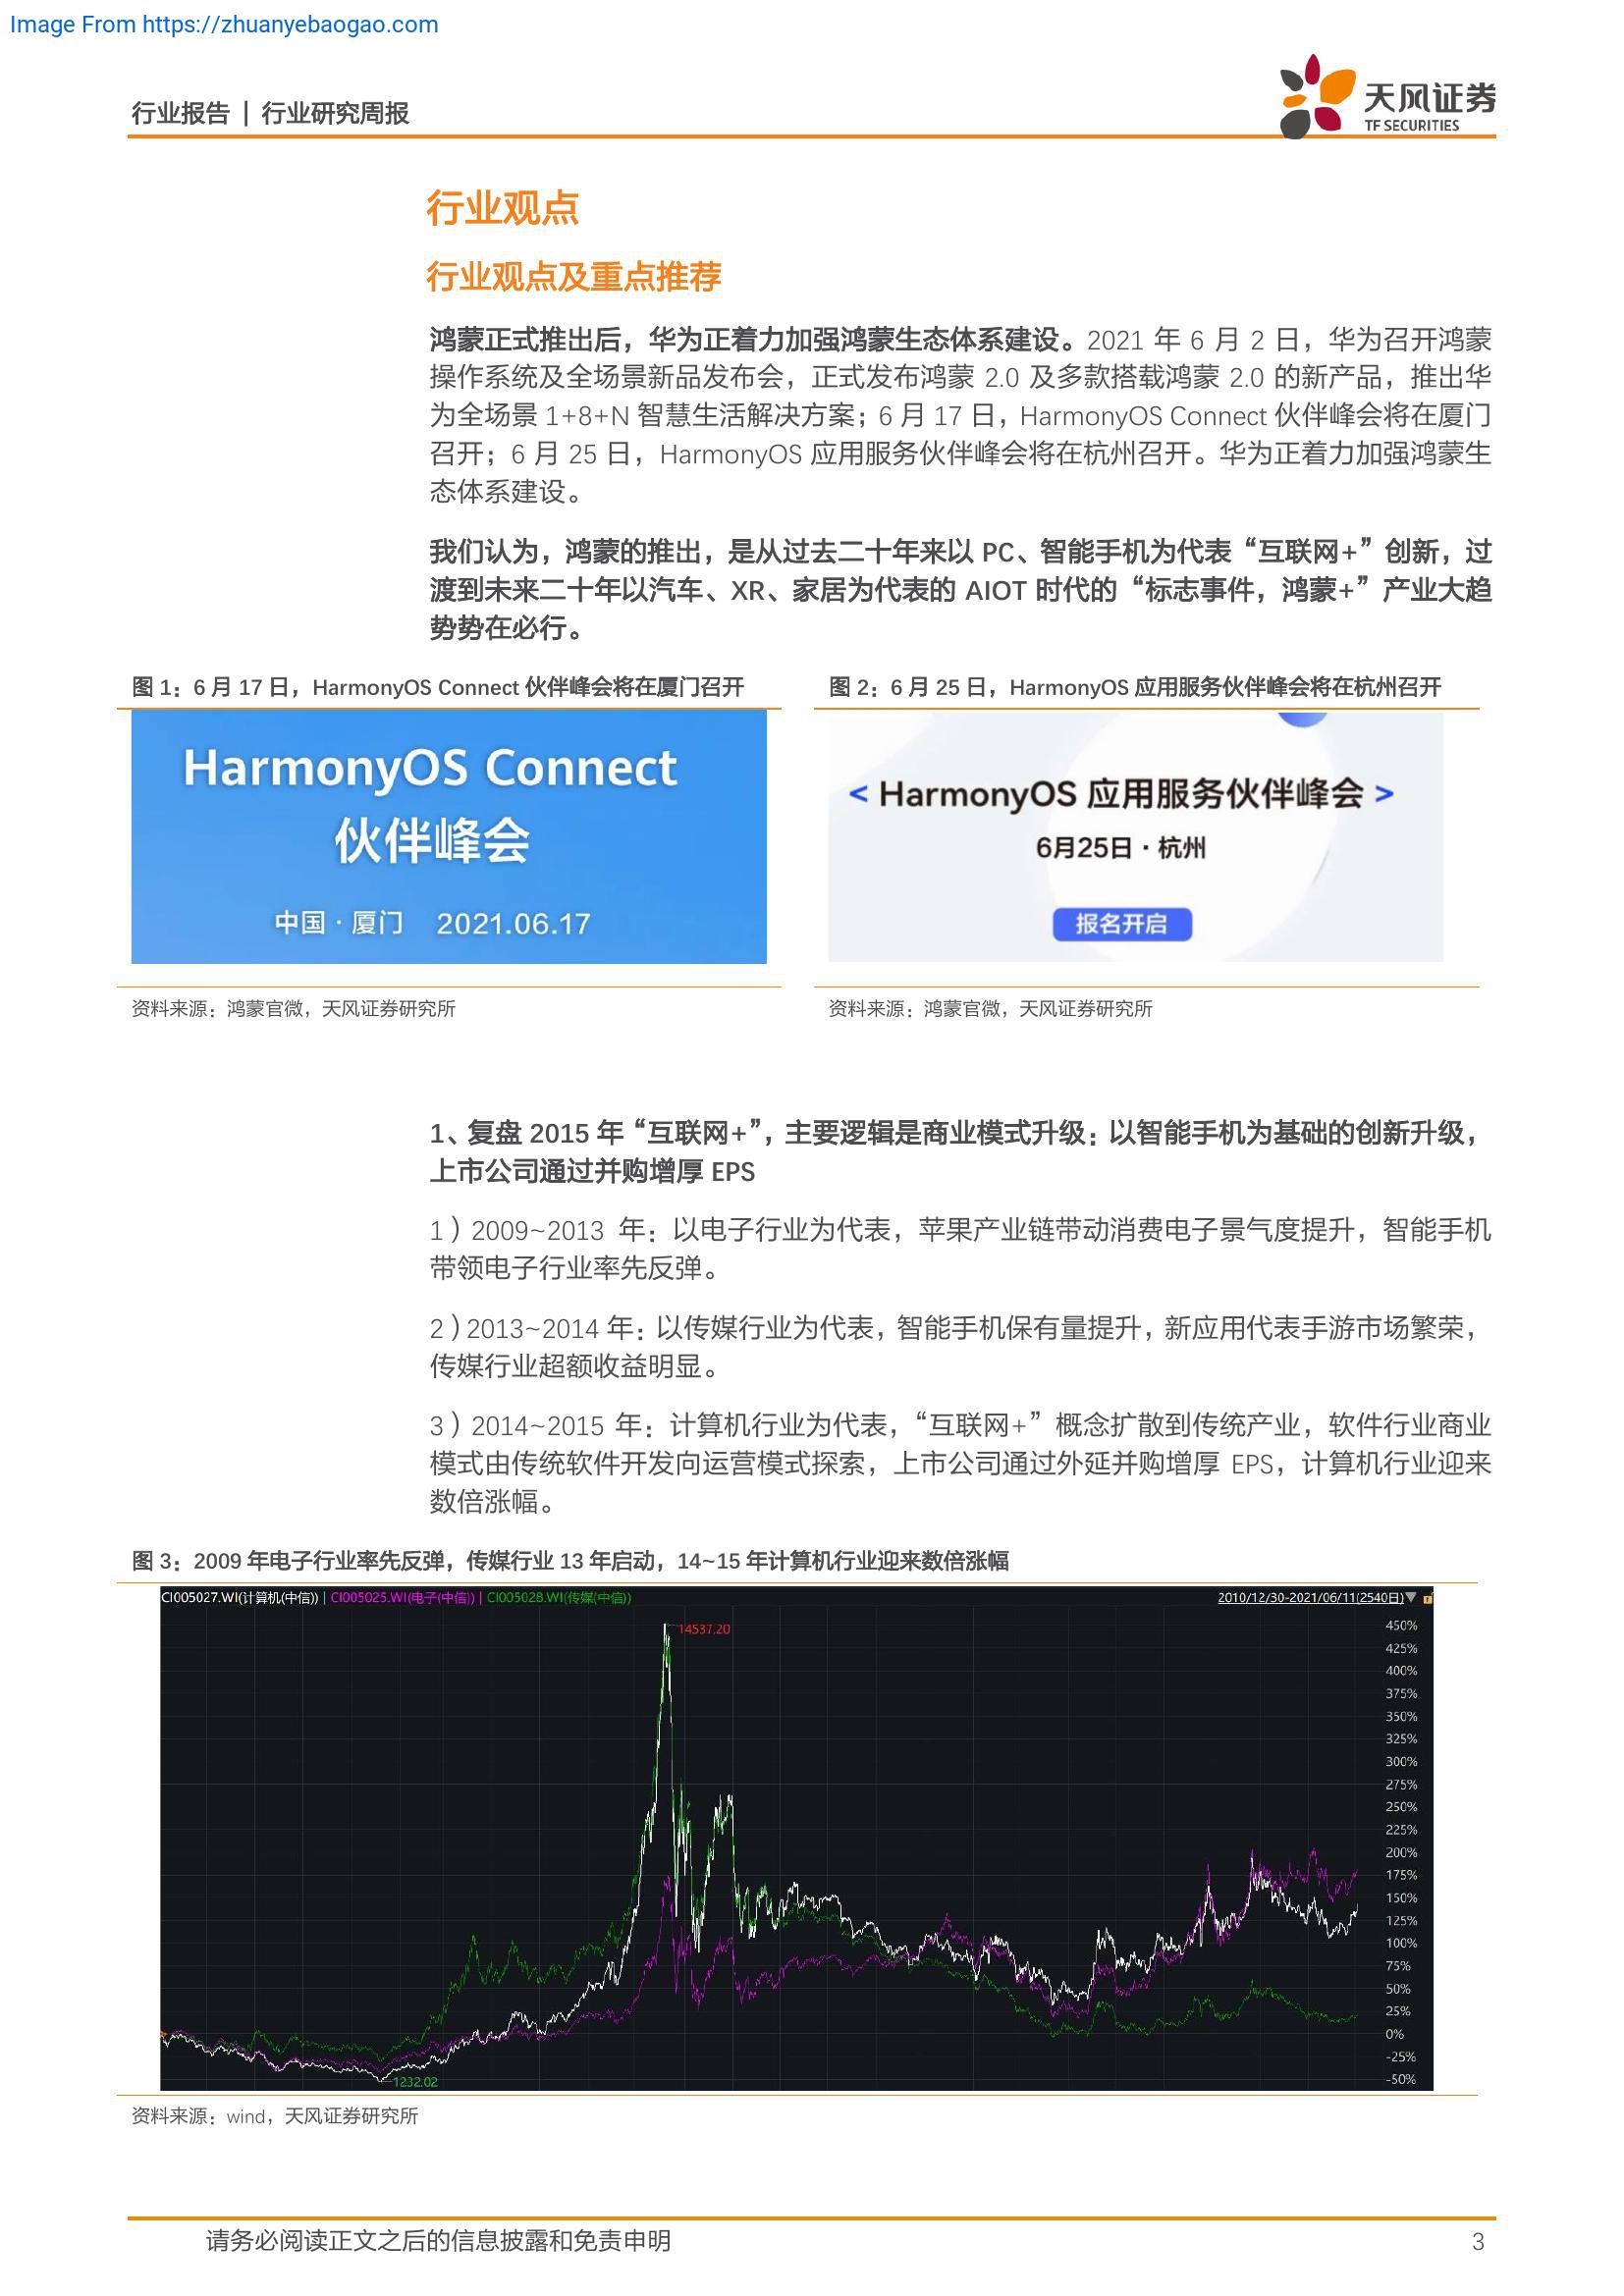 Image From https://zhuanyebaogao.com
行业报告 | 行业研究周报
天风证券
TF SECURITIES
行业观点
行业观点及重点推荐
鸿蒙正式推出后，华为正着力加强鸿蒙生态体系建设。2021 年 6 月 2 日，华为召开鸿蒙
操作系统及全场景新品发布会，正式发布鸿蒙 2.0 及多款搭载鸿蒙 2.0 的新产品，推出华
为全场景 1+8+N 智慧生活解决方案；6 月 17 日，HarmonyOS Connect 伙伴峰会将在厦门
召开；6 月 25 日，HarmonyOS 应用服务伙伴峰会将在杭州召开。华为正着力加强鸿蒙生
态体系建设。
我们认为，鸿蒙的推出，是从过去二十年来以 PC、智能手机为代表“互联网+”创新，过
渡到未来二十年以汽车、XR、家居为代表的 AIOT 时代的“标志事件，鸿蒙+”产业大趋
势势在必行。
图 1：6 月 17 日，HarmonyOS Connect 伙伴峰会将在厦门召开
HarmonyOS Connect
伙伴峰会
中国 · 厦门 2021.06.17
资料来源：鸿蒙官微，天风证券研究所
图 2：6 月 25 日，HarmonyOS 应用服务伙伴峰会将在杭州召开
< HarmonyOS 应用服务伙伴峰会 >
6月25日 · 杭州
报名开启
资料来源：鸿蒙官微，天风证券研究所
1、复盘 2015 年“互联网+”，主要逻辑是商业模式升级：以智能手机为基础的创新升级，
上市公司通过并购增厚 EPS
1）2009~2013 年：以电子行业为代表，苹果产业链带动消费电子景气度提升，智能手机
带领电子行业率先反弹。
2）2013~2014 年：以传媒行业为代表，智能手机保有量提升，新应用代表手游市场繁荣，
传媒行业超额收益明显。
3）2014~2015 年：计算机行业为代表，“互联网+”概念扩散到传统产业，软件行业商业
模式由传统软件开发向运营模式探索，上市公司通过外延并购增厚 EPS，计算机行业迎来
数倍涨幅。
图 3：2009 年电子行业率先反弹，传媒行业 13 年启动，14~15 年计算机行业迎来数倍涨幅
CI005027.WI(计算机(中信)) | CI005025.WI(电子(中信)) | CI005028.WI(传媒(中信))
2010/12/30-2021/06/11(2540日)
14537.20
450%
425%
400%
375%
350%
325%
300%
275%
250%
225%
200%
175%
150%
125%
100%
75%
50%
25%
0%
-25%
-50%
1232.02
资料来源：wind，天风证券研究所
请务必阅读正文之后的信息披露和免责申明
3